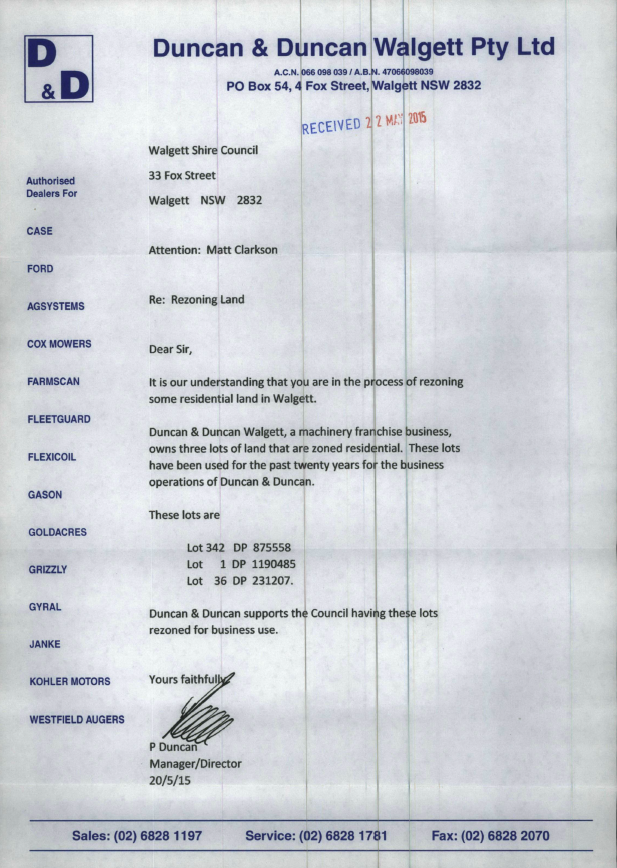 D
& D
Duncan & Duncan Walgett Pty Ltd
A.C.N. 066 098 039 / A.B.N. 47066098039
PO Box 54, 4 Fox Street, Walgett NSW 2832
RECEIVED 22 MAY 2015
Walgett Shire Council
33 Fox Street
Walgett NSW 2832
Attention: Matt Clarkson
Re: Rezoning Land
Dear Sir,
It is our understanding that you are in the process of rezoning
some residential land in Walgett.
Duncan & Duncan Walgett, a machinery franchise business,
owns three lots of land that are zoned residential. These lots
have been used for the past twenty years for the business
operations of Duncan & Duncan.
These lots are
Lot 342 DP 875558
Lot 1 DP 1190485
Lot 36 DP 231207.
Duncan & Duncan supports the Council having these lots
rezoned for business use.
Yours faithfully
P Duncan
Manager/Director
20/5/15
Authorised
Dealers For
CASE
FORD
AGSYSTEMS
COX MOWERS
FARMSCAN
FLEETGUARD
FLEXICOIL
GASON
GOLDACRES
GRIZZLY
GYRAL
JANKE
KOHLER MOTORS
WESTFIELD AUGERS
Sales: (02) 6828 1197 Service: (02) 6828 1781 Fax: (02) 6828 2070